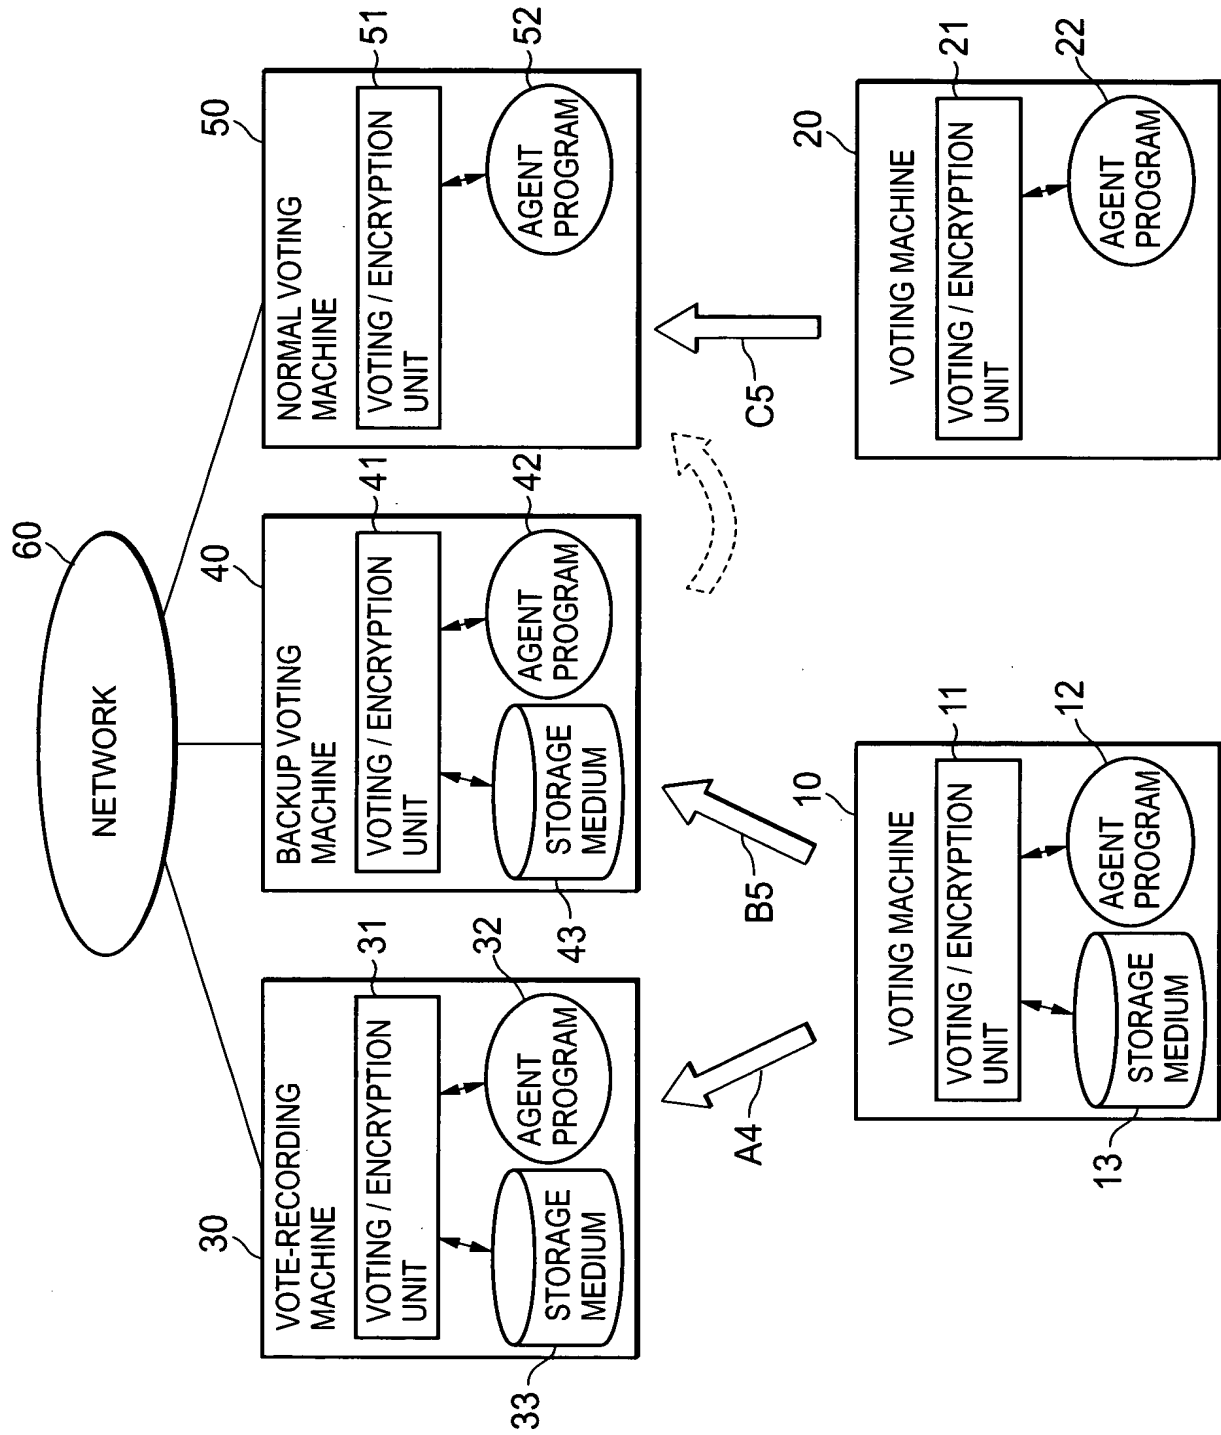 60
NETWORK
30
VOTE-RECORDING
MACHINE
31
VOTING / ENCRYPTION
UNIT
32
AGENT
PROGRAM
STORAGE
MEDIUM
33
40
BACKUP VOTING
MACHINE
41
VOTING / ENCRYPTION
UNIT
42
AGENT
PROGRAM
STORAGE
MEDIUM
43
50
NORMAL VOTING
MACHINE
51
VOTING / ENCRYPTION
UNIT
52
AGENT
PROGRAM
A4
B5
C5
10
VOTING MACHINE
11
VOTING / ENCRYPTION
UNIT
12
AGENT
PROGRAM
STORAGE
MEDIUM
13
20
VOTING MACHINE
21
VOTING / ENCRYPTION
UNIT
22
AGENT
PROGRAM